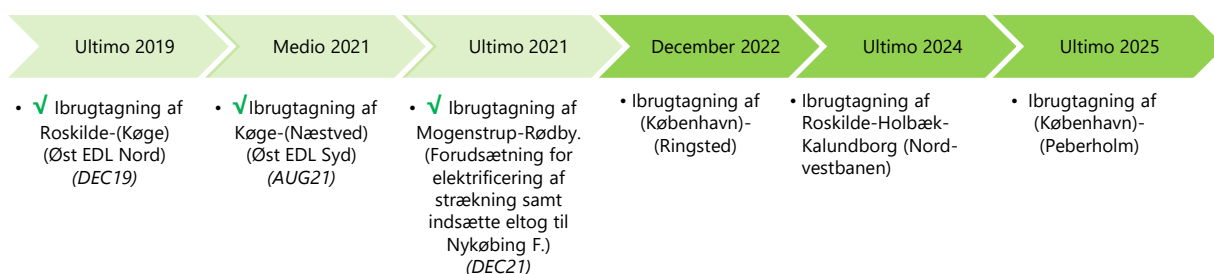 Ultimo 2019
Medio 2021
Ultimo 2021
December 2022
Ultimo 2024
Ultimo 2025
• √ Ibrugtagning af
Roskilde-(Køge)
(Øst EDL Nord)
(DEC19)
• √Ibrugtagning af
Køge-(Næstved)
(Øst EDL Syd)
(AUG21)
• √ Ibrugtagning af
Mogenstrup-Rødby.
(Forudsætning for
elektrificering af
strækning samt
indsætte eltog til
Nykøbing F.)
(DEC21)
• Ibrugtagning af
(København)-
(Ringsted)
• Ibrugtagning af
Roskilde-Holbæk-
Kalundborg (Nord-
vestbanen)
• Ibrugtagning af
(København)-
(Peberholm)